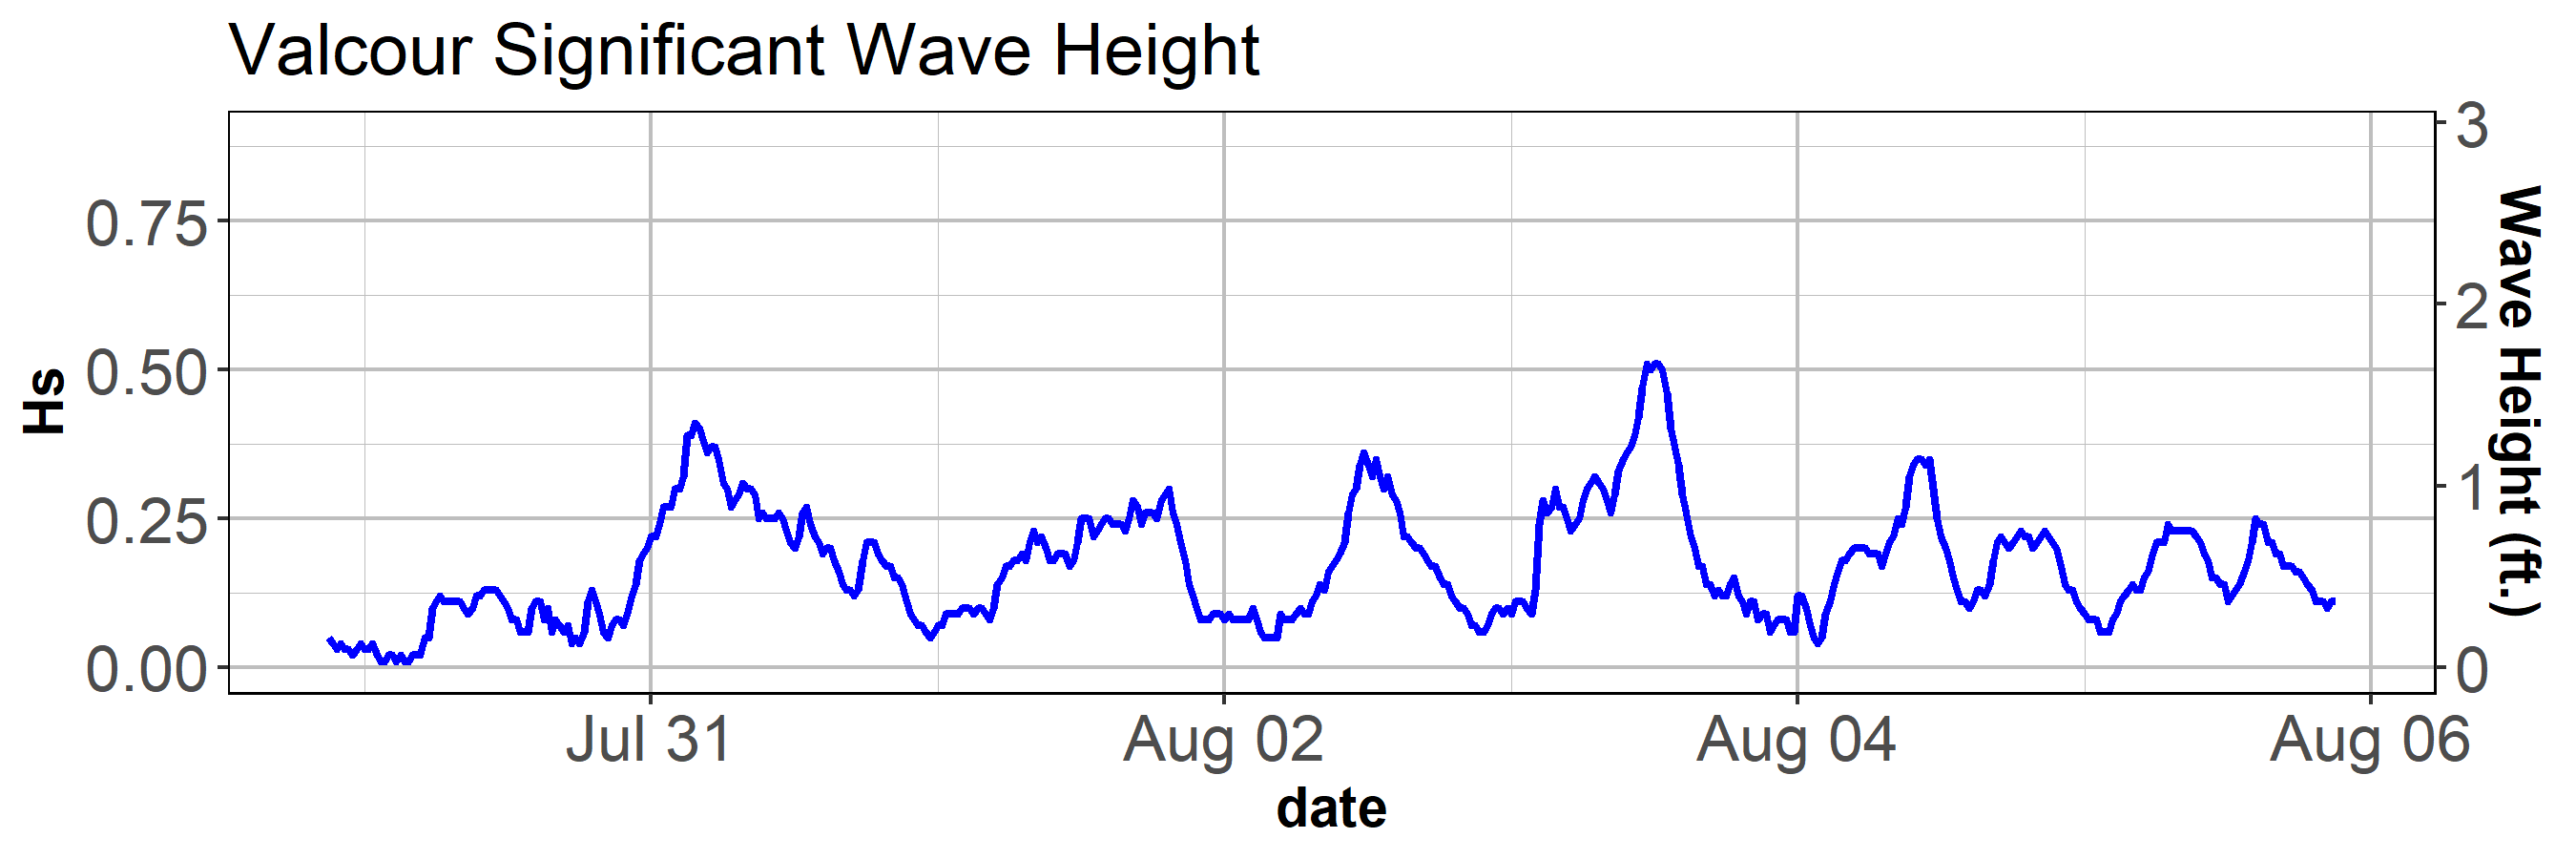 Valcour Significant Wave Height
Hs
0.75
0.50
0.25
0.00
3
2
1
0
Wave Height (ft.)
Jul 31
Aug 02
Aug 04
Aug 06
date